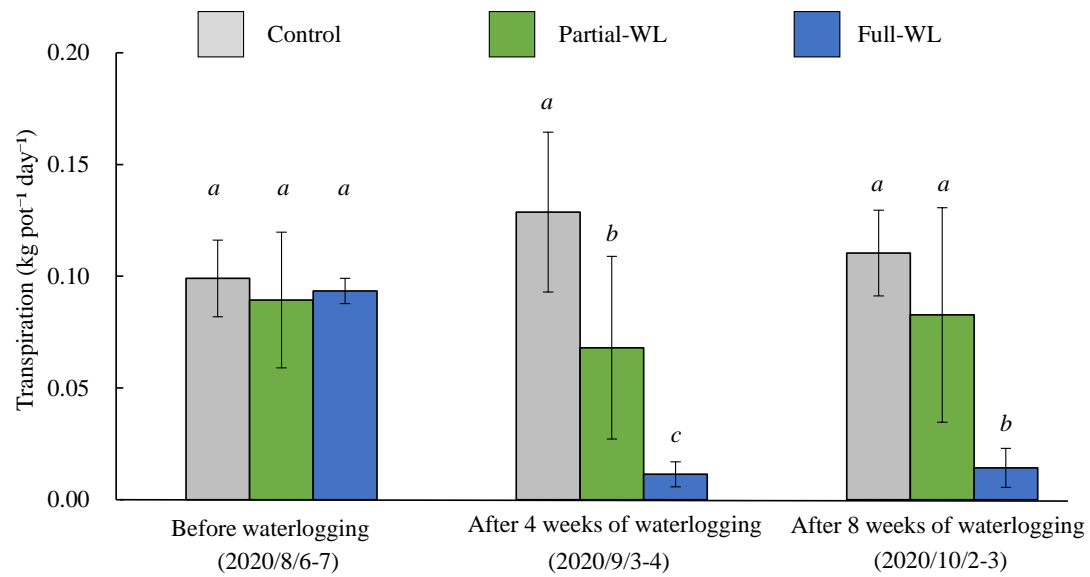 Control Partial-WL Full-WL
Transpiration (kg pot⁻¹ day⁻¹)
0.20
0.15
0.10
0.05
0.00
a a a
a b c
a a b
Before waterlogging
(2020/8/6-7)
After 4 weeks of waterlogging
(2020/9/3-4)
After 8 weeks of waterlogging
(2020/10/2-3)